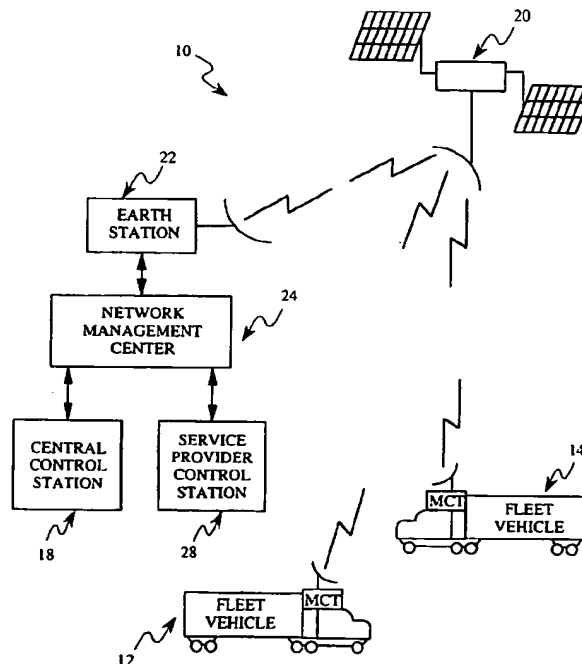 20
10
22
EARTH
STATION
24
NETWORK
MANAGEMENT
CENTER
CENTRAL
CONTROL
STATION
SERVICE
PROVIDER
CONTROL
STATION
18
28
14
MCT
FLEET
VEHICLE
FLEET
VEHICLE
MCT
12